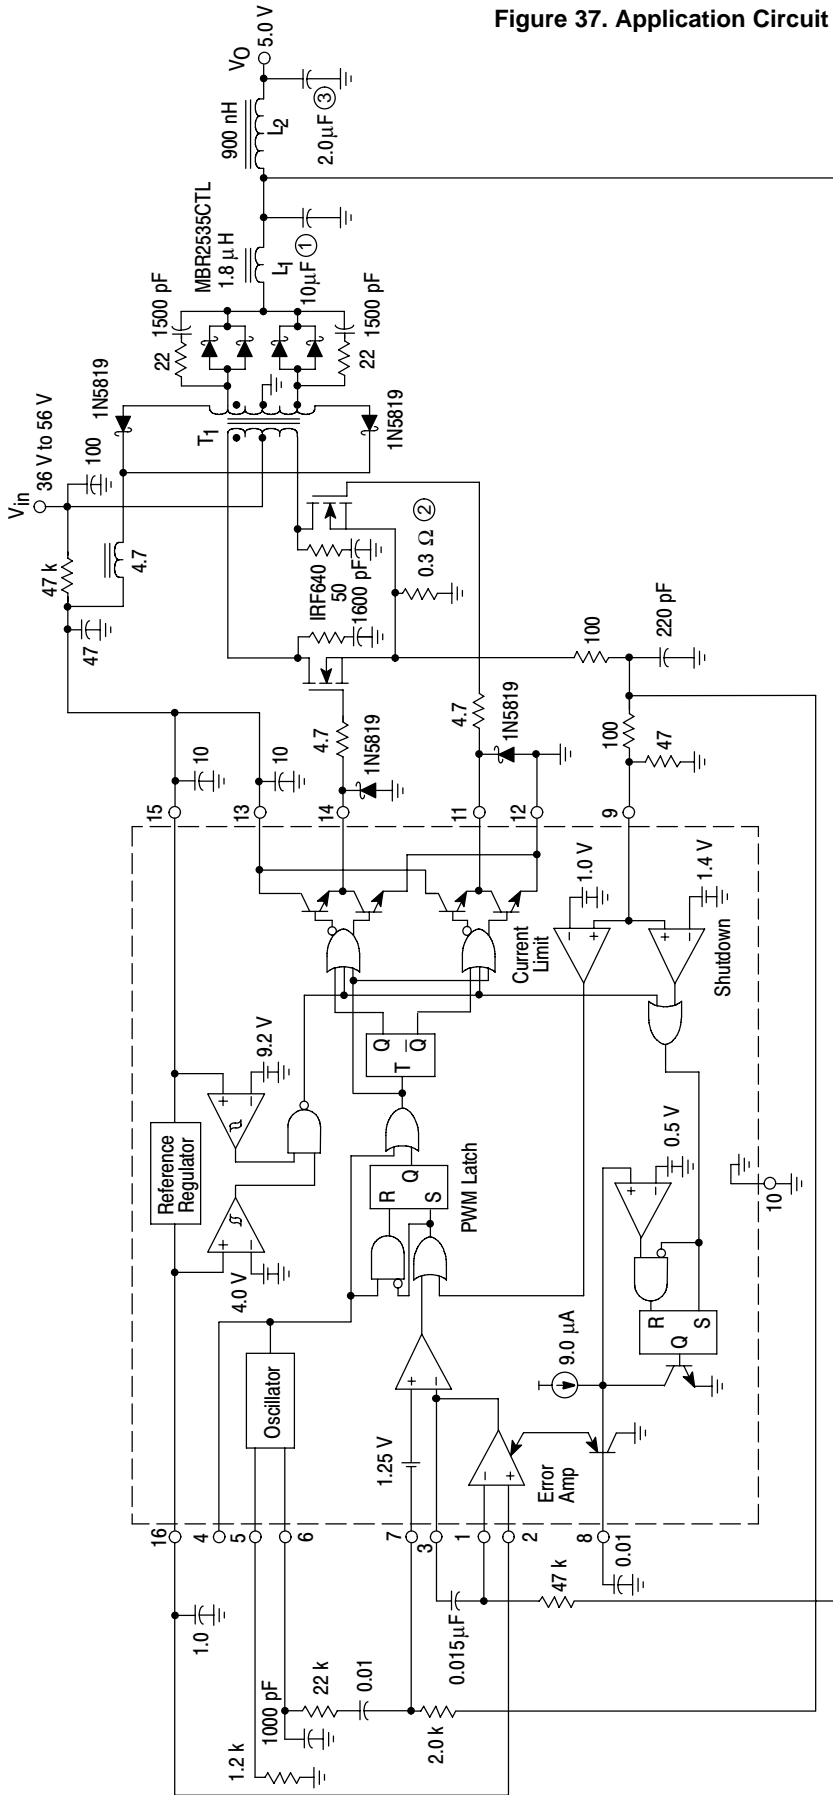 Figure 37. Application Circuit
VO
5.0 V
900 nH
L2
2.0 µF
3
MBR2535CTL
1.8 µH
L1
10 µF
1
1500 pF
22
22
1500 pF
1N5819
T1
1N5819
Vin
36 V to 56 V
100
47 k
4.7
47
IRF640
50
1600 pF
0.3 Ω
2
100
220 pF
4.7
1N5819
4.7
1N5819
100
47
10
10
15
13
14
11
12
9
1.0 V
1.4 V
Current
Limit
Shutdown
9.2 V
Reference
Regulator
4.0 V
Q
T
Q
PWM Latch
R
Q
S
0.5 V
10
R
Q
S
9.0 µA
Oscillator
1.25 V
Error
Amp
16
4
5
6
7
3
1
2
8
0.01
1.0
0.015 µF
47 k
1000 pF
22 k
0.01
1.2 k
2.0 k
+
–
+
–
+
–
–
+
–
+
+
–
+
–